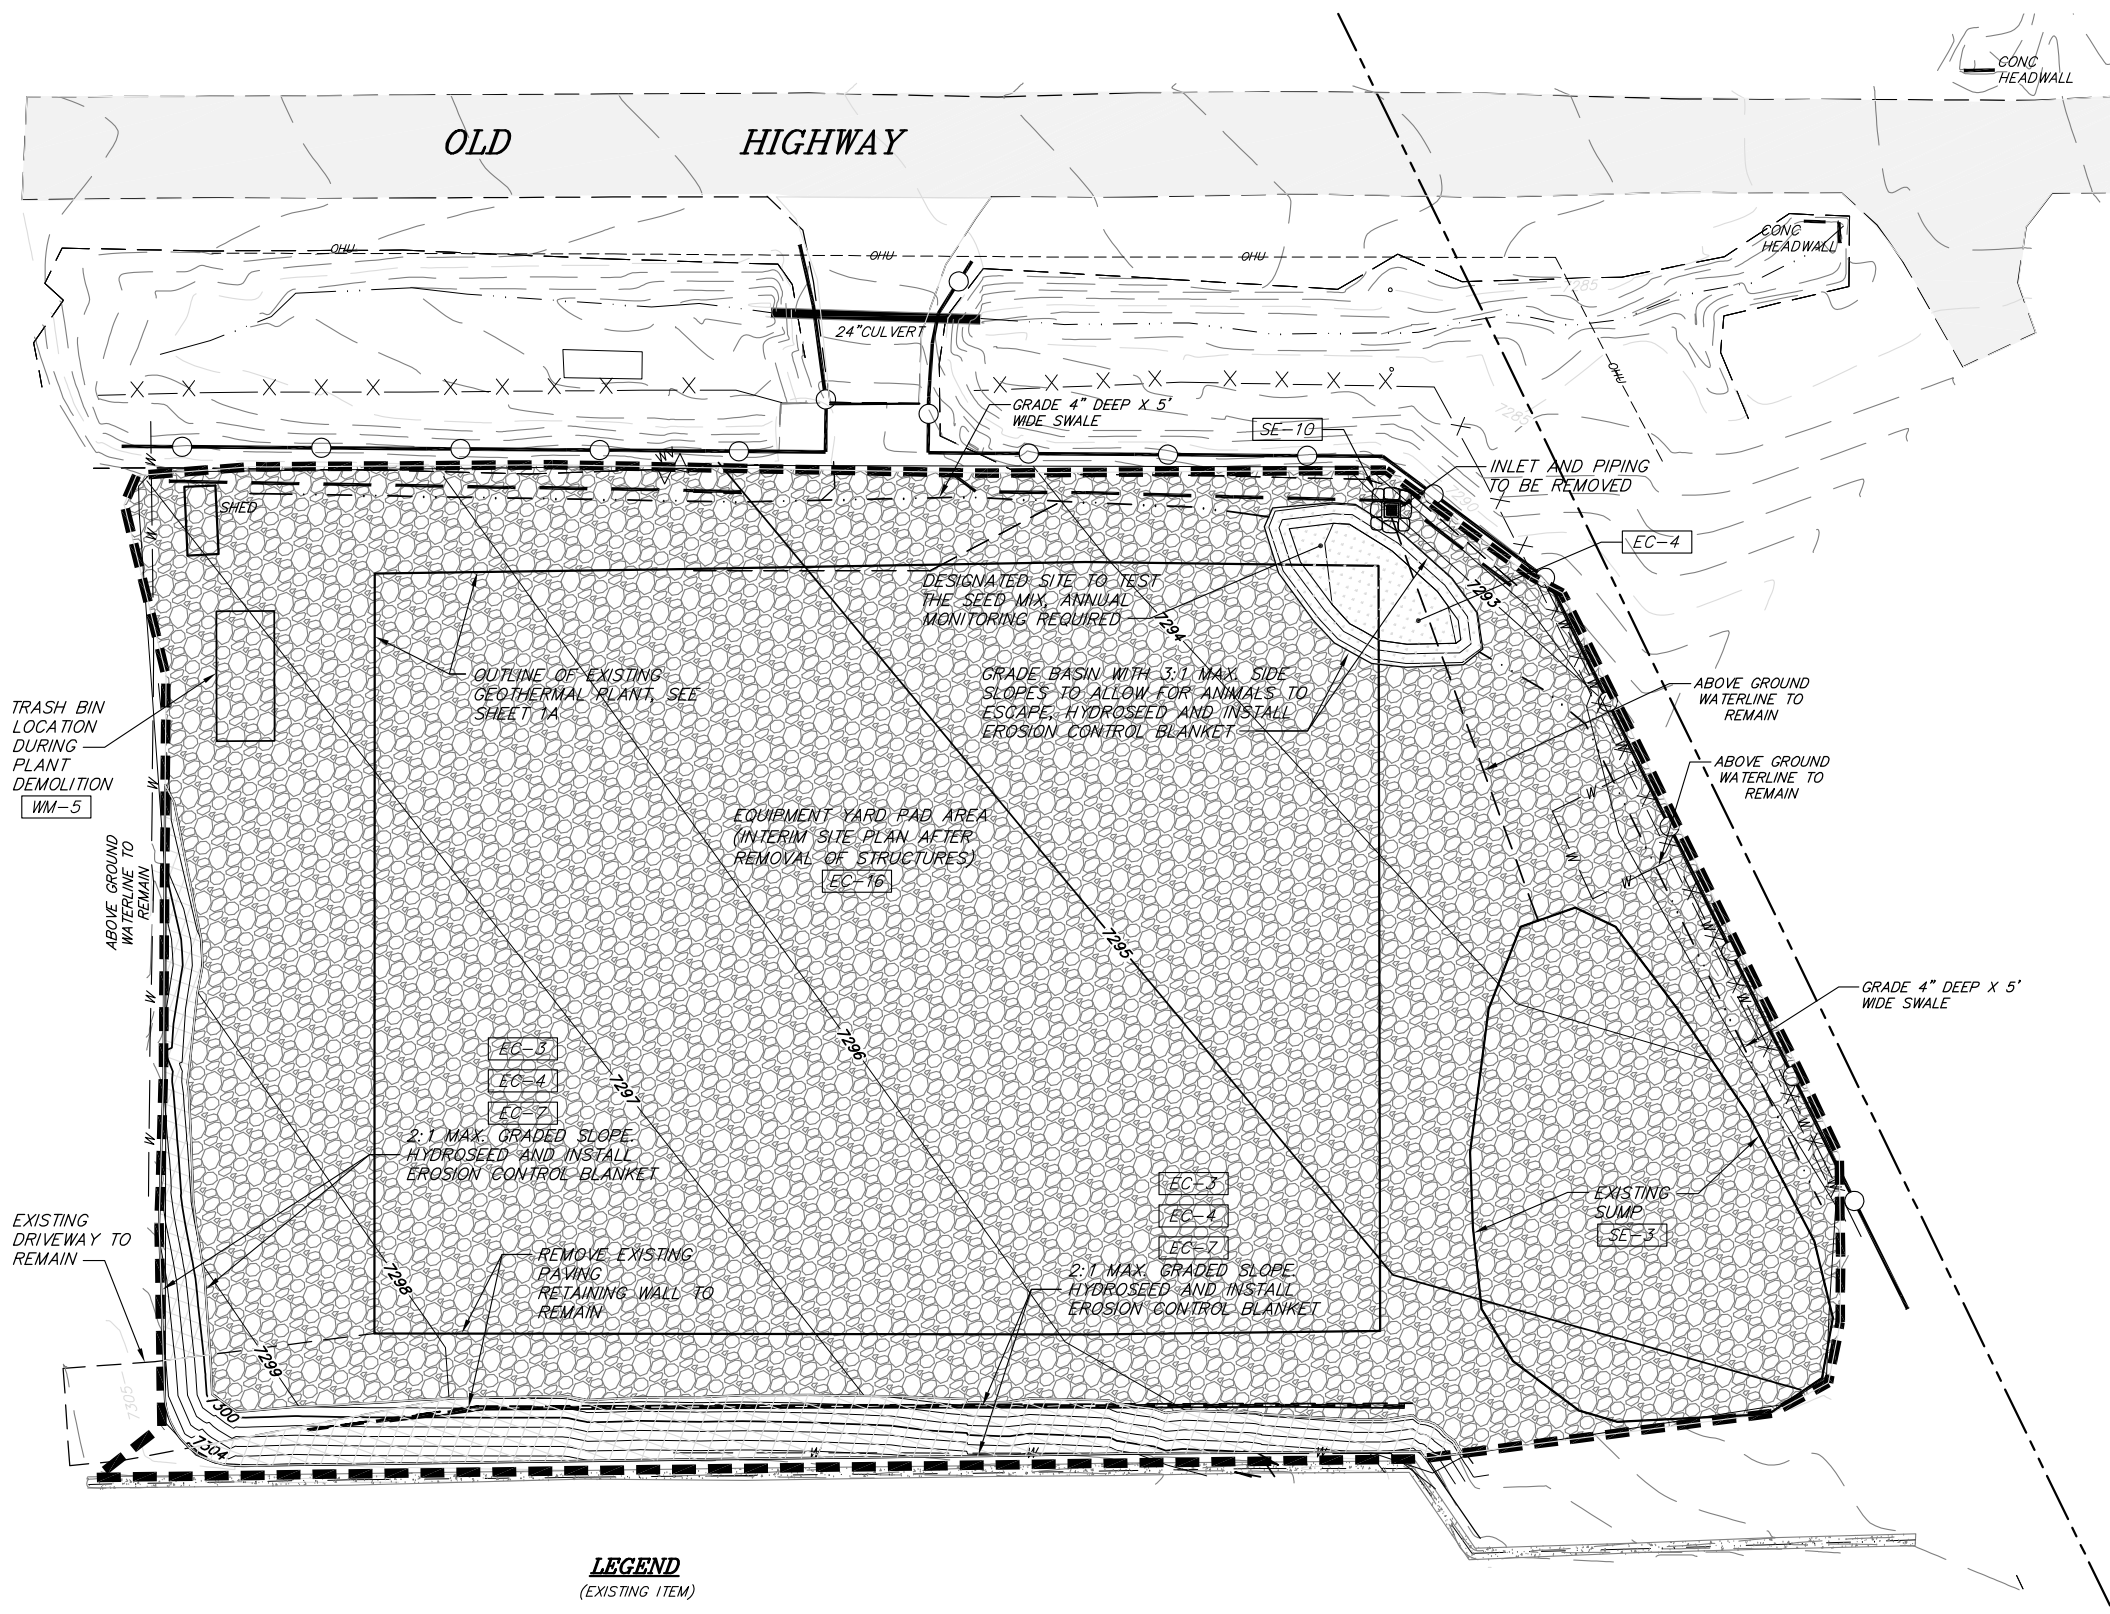 CONC
HEADWALL
OLD HIGHWAY
CONC
HEADWALL
OHU
OHU
OHU
OHU
7285
24"CULVERT
7285
GRADE 4" DEEP X 5'
WIDE SWALE
SE-10
INLET AND PIPING
TO BE REMOVED
7290
EC-4
SHED
7293
DESIGNATED SITE TO TEST
THE SEED MIX, ANNUAL
MONITORING REQUIRED
7294
OUTLINE OF EXISTING
GEOTHERMAL PLANT, SEE
SHEET 1A
GRADE BASIN WITH 3:1 MAX. SIDE
SLOPES TO ALLOW FOR ANIMALS TO
ESCAPE, HYDROSEED AND INSTALL
EROSION CONTROL BLANKET
ABOVE GROUND
WATERLINE TO
REMAIN
TRASH BIN
LOCATION
DURING
PLANT
DEMOLITION
WM-5
ABOVE GROUND
WATERLINE TO
REMAIN
EQUIPMENT YARD PAD AREA
(INTERIM SITE PLAN AFTER
REMOVAL OF STRUCTURES)
EC-16
ABOVE GROUND
WATERLINE TO
REMAIN
7295
GRADE 4" DEEP X 5'
WIDE SWALE
7296
7297
EC-3
EC-4
EC-7
2:1 MAX. GRADED SLOPE.
HYDROSEED AND INSTALL
EROSION CONTROL BLANKET
EC-3
EC-4
EC-7
2:1 MAX. GRADED SLOPE.
HYDROSEED AND INSTALL
EROSION CONTROL BLANKET
EXISTING
SUMP
SE-3
EXISTING
DRIVEWAY TO
REMAIN
REMOVE EXISTING
PAVING
RETAINING WALL TO
REMAIN
7298
7299
7305
7300
7304
W
W
W
W
W
W
W
W
W
W
W
W
W
LEGEND
(EXISTING ITEM)